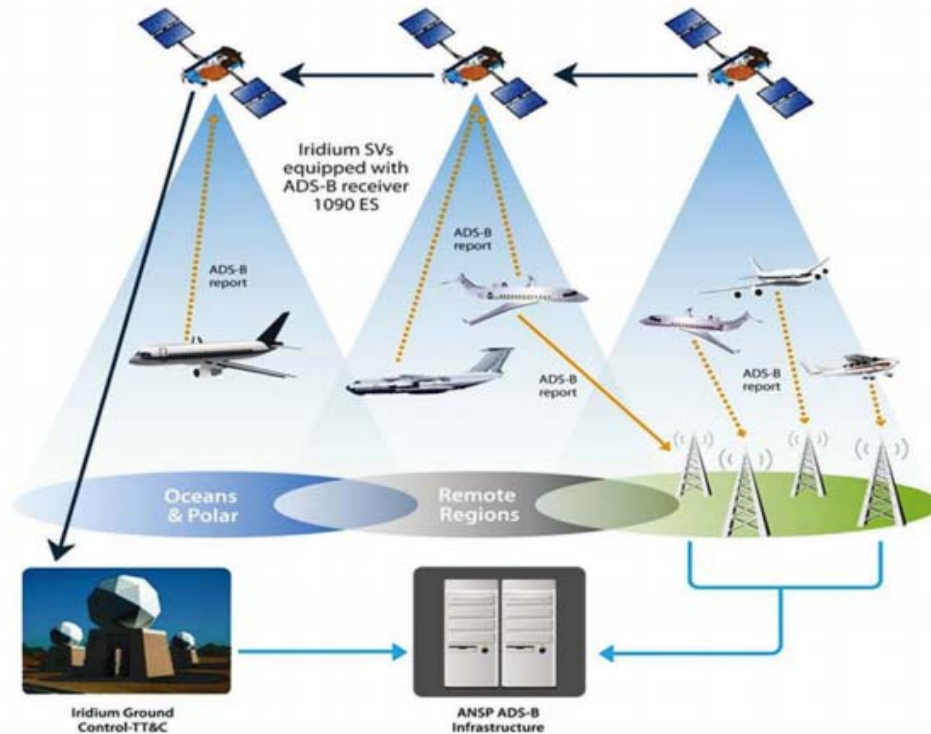 Iridium SVs
equipped with
ADS-B receiver
1090 ES
ADS-B
report
ADS-B
report
ADS-B
report
ADS-B
report
Oceans
& Polar
Remote
Regions
Iridium Ground
Control-TT&C
ANSP ADS-B
Infrastructure